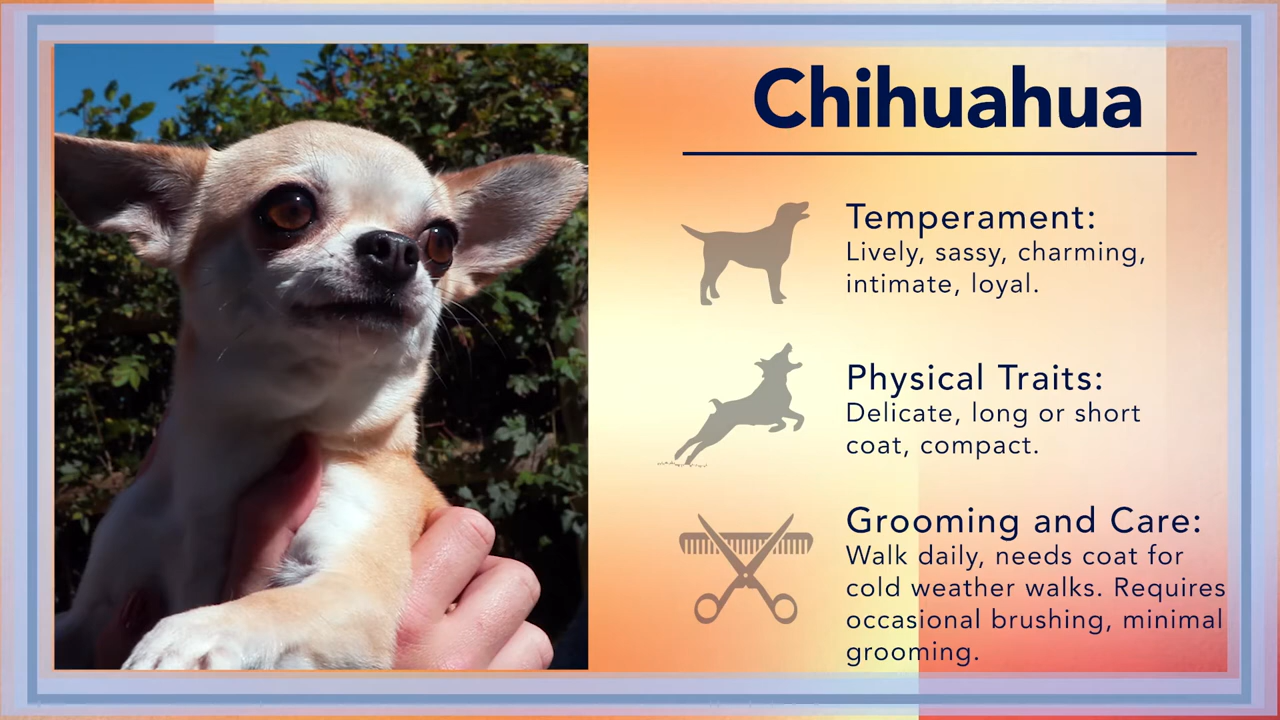 Chihuahua
Temperament:
Lively, sassy, charming,
intimate, loyal.
Physical Traits:
Delicate, long or short
coat, compact.
Grooming and Care:
Walk daily, needs coat for
cold weather walks. Requires
occasional brushing, minimal
grooming.